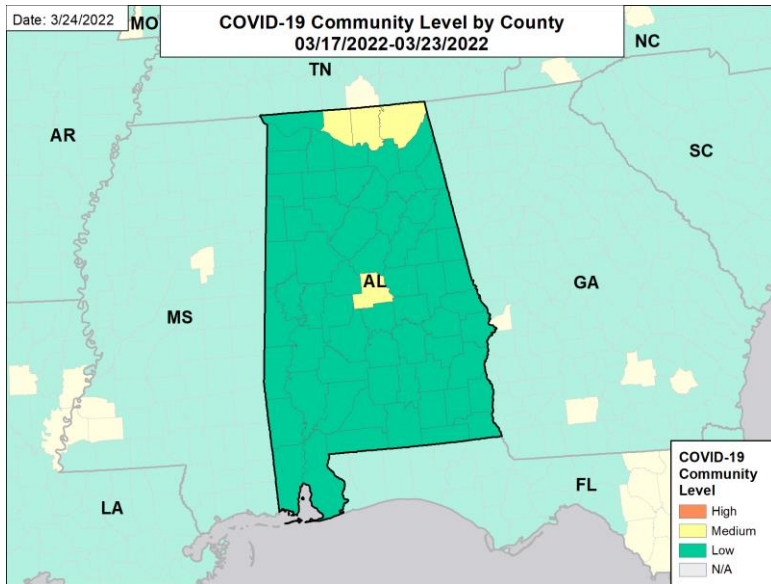 Date: 3/24/2022
COVID-19 Community Level by County
03/17/2022-03/23/2022
MO
NC
TN
AR
SC
AL
GA
MS
LA
FL
COVID-19
Community
Level
High
Medium
Low
N/A